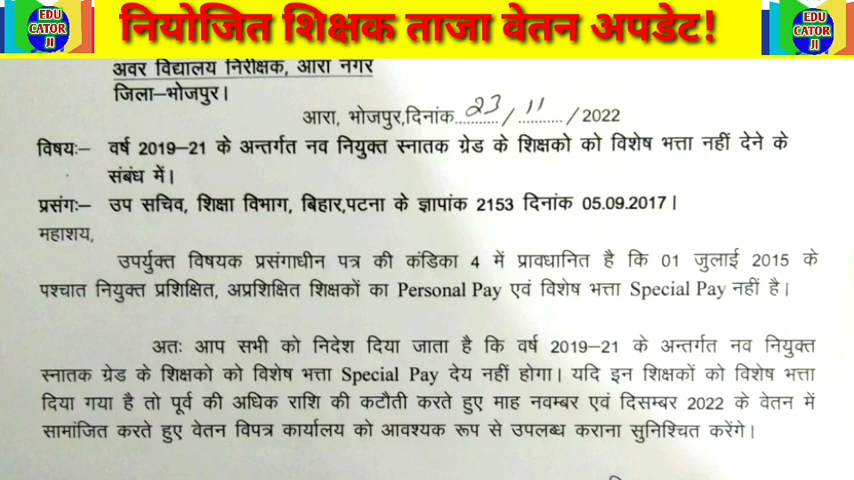 EDU
CATOR
JI
नियोजित शिक्षक ताजा वेतन अपडेट!
EDU
CATOR
JI
अवर विद्यालय निरीक्षक, आरा नगर
जिला–भोजपुर।
आरा, भोजपुर,दिनांक..23../..11../2022
विषयः– वर्ष 2019–21 के अन्तर्गत नव नियुक्त स्नातक ग्रेड के शिक्षको को विशेष भत्ता नहीं देने के
संबंध में।
प्रसंगः– उप सचिव, शिक्षा विभाग, बिहार,पटना के ज्ञापांक 2153 दिनांक 05.09.2017।
महाशय,
उपर्युक्त विषयक प्रसंगाधीन पत्र की कंडिका 4 में प्रावधानित है कि 01 जुलाई 2015 के
पश्चात नियुक्त प्रशिक्षित, अप्रशिक्षित शिक्षकों का Personal Pay एवं विशेष भत्ता Special Pay नहीं है।
अतः आप सभी को निदेश दिया जाता है कि वर्ष 2019–21 के अन्तर्गत नव नियुक्त
स्नातक ग्रेड के शिक्षको को विशेष भत्ता Special Pay देय नहीं होगा। यदि इन शिक्षकों को विशेष भत्ता
दिया गया है तो पूर्व की अधिक राशि की कटौती करते हुए माह नवम्बर एवं दिसम्बर 2022 के वेतन में
सामांजित करते हुए वेतन विपत्र कार्यालय को आवश्यक रूप से उपलब्ध कराना सुनिश्चित करेंगे।